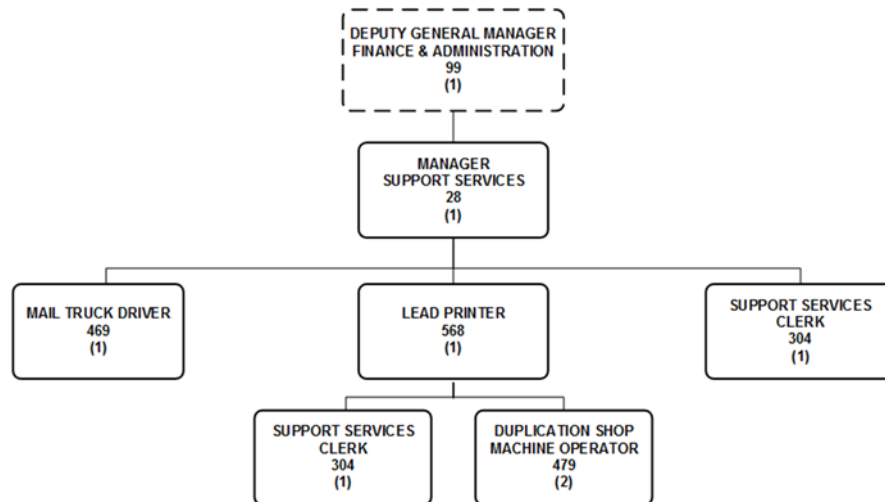 DEPUTY GENERAL MANAGER
FINANCE & ADMINISTRATION
99
(1)
MANAGER
SUPPORT SERVICES
28
(1)
MAIL TRUCK DRIVER
469
(1)
LEAD PRINTER
568
(1)
SUPPORT SERVICES
CLERK
304
(1)
SUPPORT SERVICES
CLERK
304
(1)
DUPLICATION SHOP
MACHINE OPERATOR
479
(2)